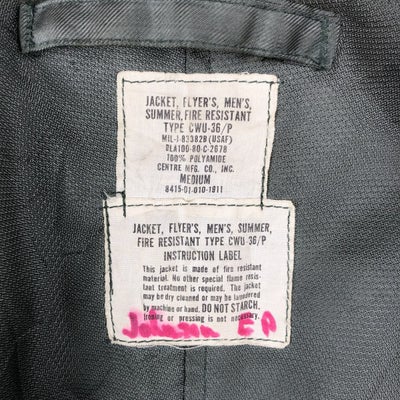 JACKET, FLYER'S, MEN'S,
SUMMER, FIRE RESISTANT
TYPE CWU-36/P
MIL-J-83382B (USAF)
DLA100-80-C-2678
100% POLYAMIDE
CENTRE MFG. CO., INC.
MEDIUM
8415-01-010-1911
JACKET, FLYER'S, MEN'S, SUMMER,
FIRE RESISTANT TYPE CWU-36/P
INSTRUCTION LABEL
This jacket is made of fire resistant
material. No other special flame resis-
tant treatment is required. The jacket
may be dry cleaned or may be laundered
by machine or hand. DO NOT STARCH.
Ironing or pressing is not necessary.